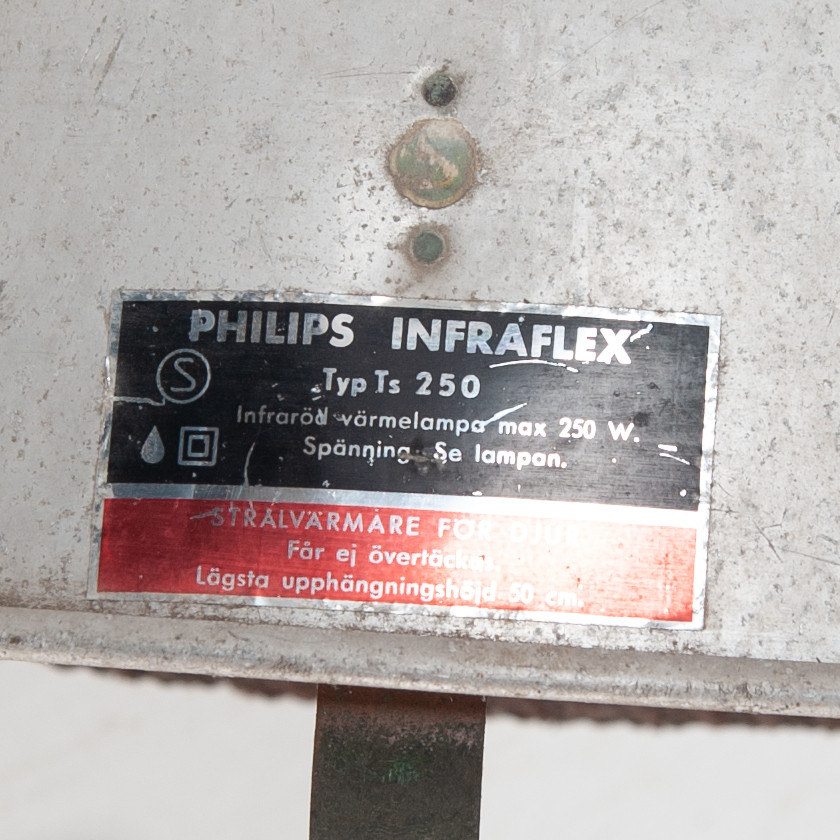 PHILIPS INFRAFLEX
S
Typ Ts 250
Infraröd värmelampa max 250 W.
Spänning. Se lampan.
STRÅLVÄRMARE FÖR DJUR.
Får ej övertäckas.
Lägsta upphängningshöjd 50 cm.